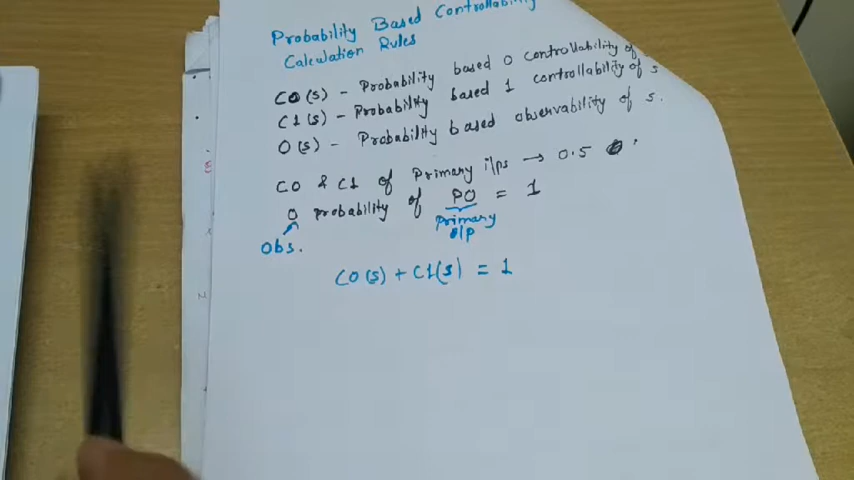 Probability Based Controllability
Calculation Rules
C0(s) - Probability based 0 controllability of
C1(s) - Probability based 1 controllability of s
O(s) - Probability based observability of s.
C0 & C1 of Primary i/ps → 0.5
O probability of PO = 1
Obs.
Primary
o/p
C0(s) + C1(s) = 1